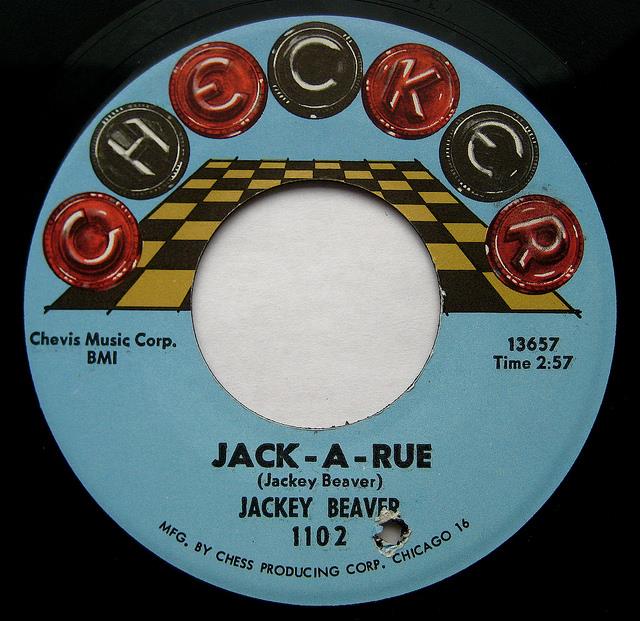 CHECKER
Chevis Music Corp.
BMI
13657
Time 2:57
JACK-A-RUE
(Jackey Beaver)
JACKEY BEAVER
1102
MFG. BY CHESS PRODUCING CORP. CHICAGO 16